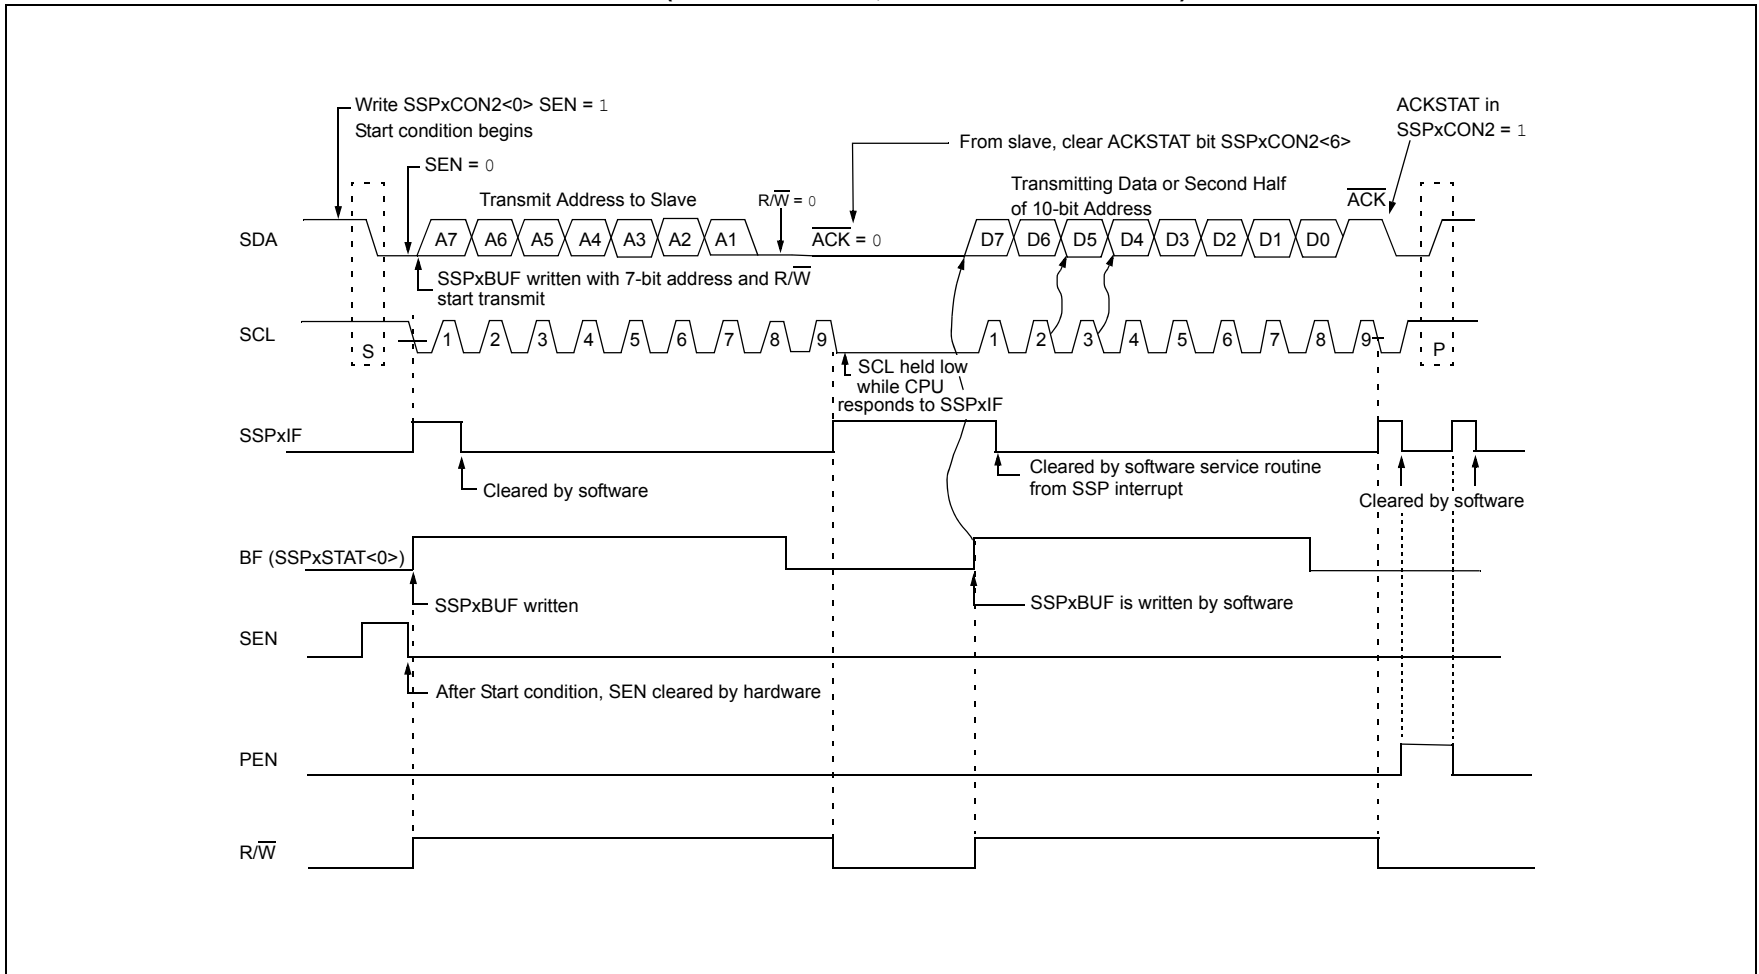 Write SSPxCON2<0> SEN = 1
Start condition begins
ACKSTAT in
SSPxCON2 = 1
From slave, clear ACKSTAT bit SSPxCON2<6>
SEN = 0
Transmit Address to Slave
R/W̅ = 0
Transmitting Data or Second Half
of 10-bit Address
A̅C̅K̅
SDA
A7 A6 A5 A4 A3 A2 A1
A̅C̅K̅ = 0
D7 D6 D5 D4 D3 D2 D1 D0
SSPxBUF written with 7-bit address and R/W̅
start transmit
SCL
S
1 2 3 4 5 6 7 8 9
1 2 3 4 5 6 7 8 9
P
SCL held low
while CPU
responds to SSPxIF
SSPxIF
Cleared by software
Cleared by software service routine
from SSP interrupt
Cleared by software
BF (SSPxSTAT<0>)
SSPxBUF written
SSPxBUF is written by software
SEN
After Start condition, SEN cleared by hardware
PEN
R/W̅